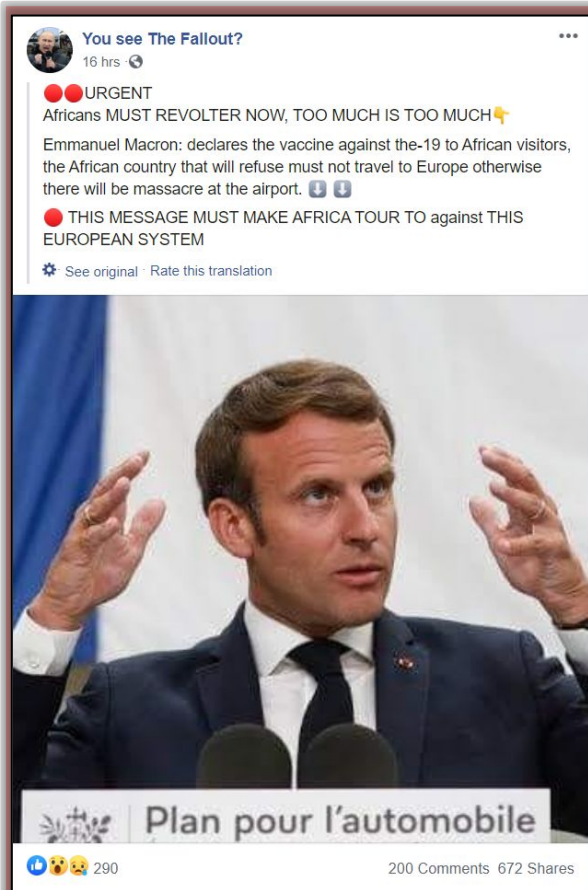 You see The Fallout?
16 hrs
URGENT
Africans MUST REVOLTER NOW, TOO MUCH IS TOO MUCH
Emmanuel Macron: declares the vaccine against the-19 to African visitors,
the African country that will refuse must not travel to Europe otherwise
there will be massacre at the airport.
THIS MESSAGE MUST MAKE AFRICA TOUR TO against THIS
EUROPEAN SYSTEM
See original · Rate this translation
Plan pour l'automobile
290
200 Comments 672 Shares